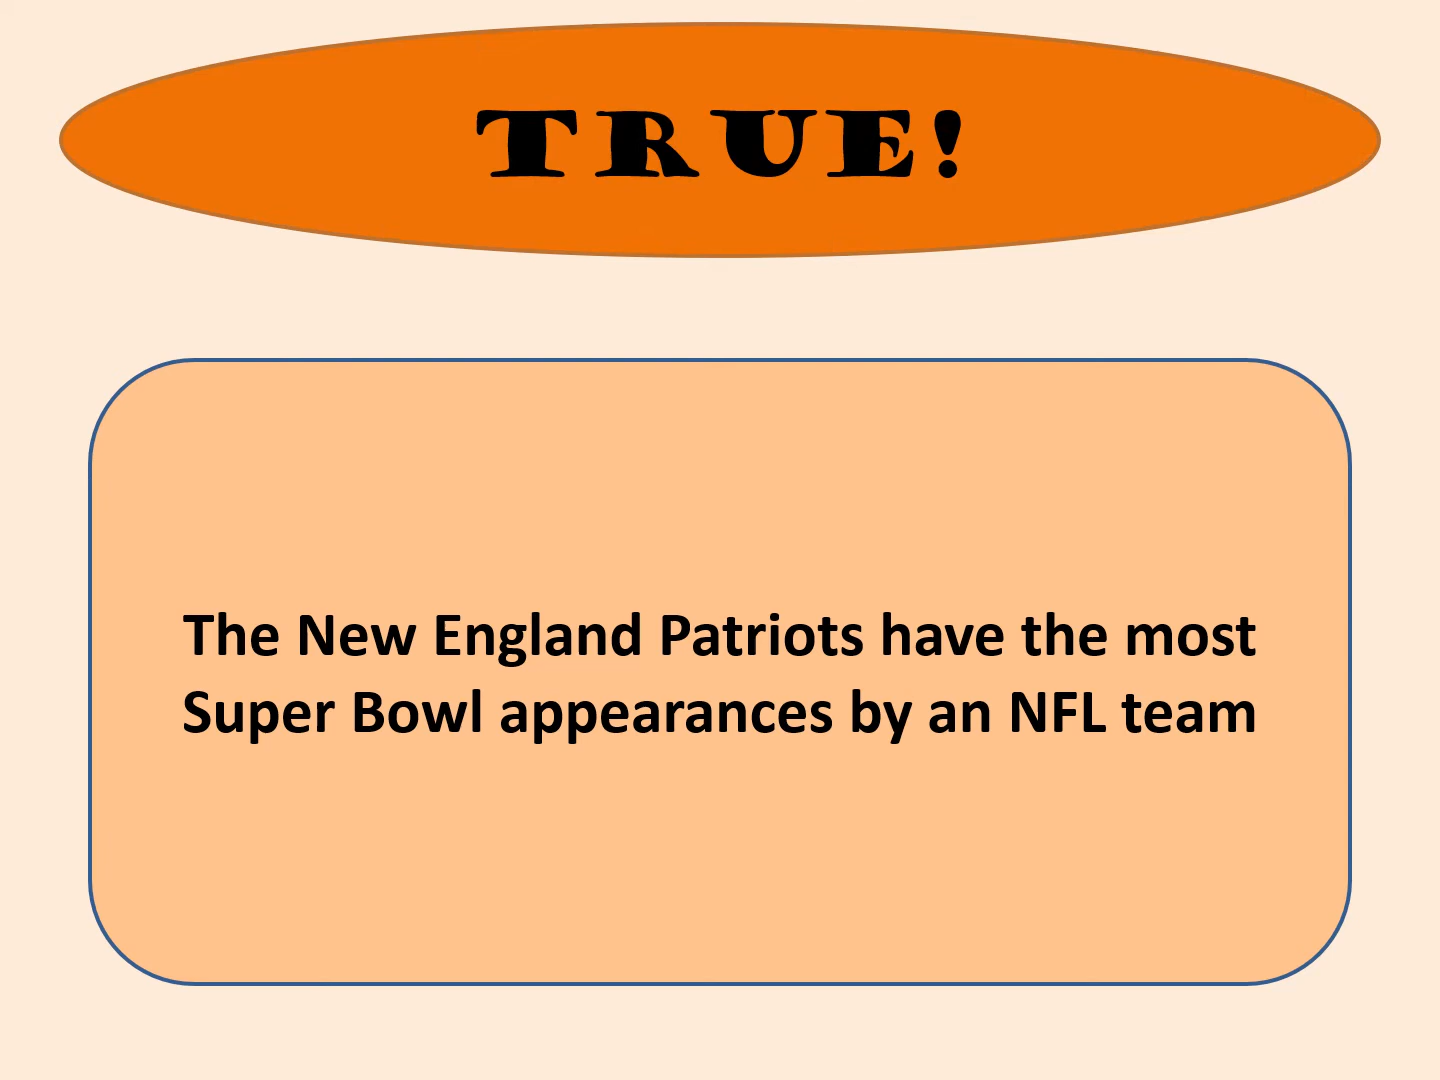 TRUE!
The New England Patriots have the most
Super Bowl appearances by an NFL team